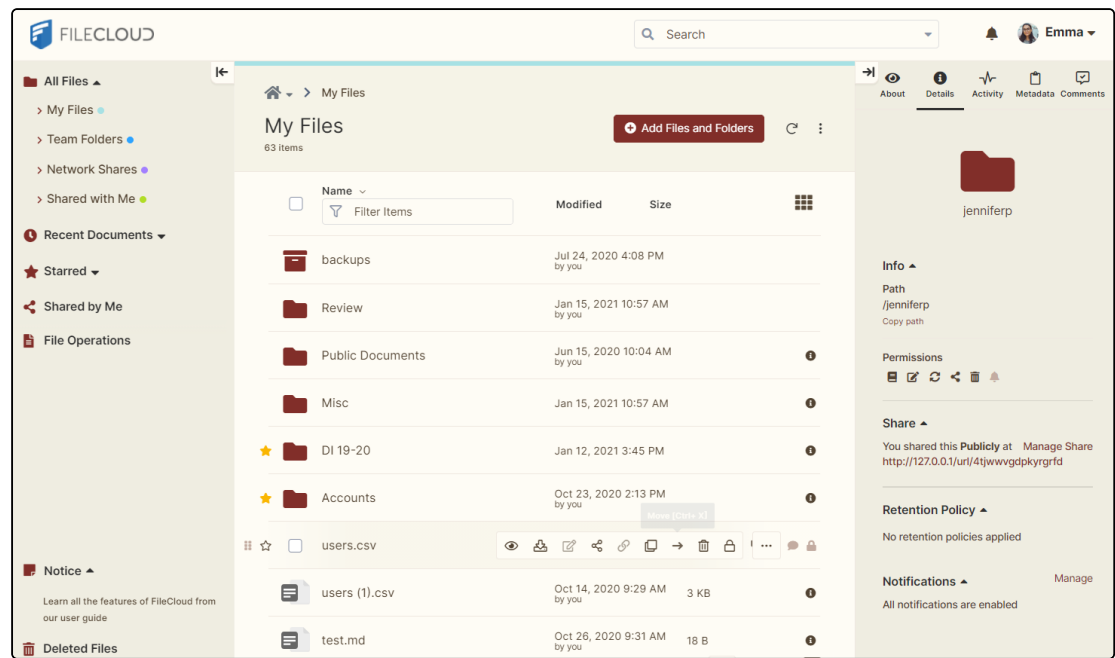 FILECLOUD
Search
Emma
All Files
My Files
Team Folders
Network Shares
Shared with Me
Recent Documents
Starred
Shared by Me
File Operations
Notice
Learn all the features of FileCloud from
our user guide
Deleted Files
My Files
My Files
63 items
Add Files and Folders
Name
Filter Items
Modified Size
backups Jul 24, 2020 4:08 PM
by you
Review Jan 15, 2021 10:57 AM
by you
Public Documents Jun 15, 2020 10:04 AM
by you
Misc Jan 15, 2021 10:57 AM
DI 19-20 Jan 12, 2021 3:45 PM
Accounts Oct 23, 2020 2:13 PM
by you
Move [Ctrl+ X]
users.csv
users (1).csv Oct 14, 2020 9:29 AM 3 KB
by you
test.md Oct 26, 2020 9:31 AM 18 B
by you
About Details Activity Metadata Comments
jenniferp
Info
Path
/jenniferp
Copy path
Permissions
Share
You shared this Publicly at Manage Share
http://127.0.0.1/url/4tjwwvgdpkyrgrfd
Retention Policy
No retention policies applied
Notifications Manage
All notifications are enabled